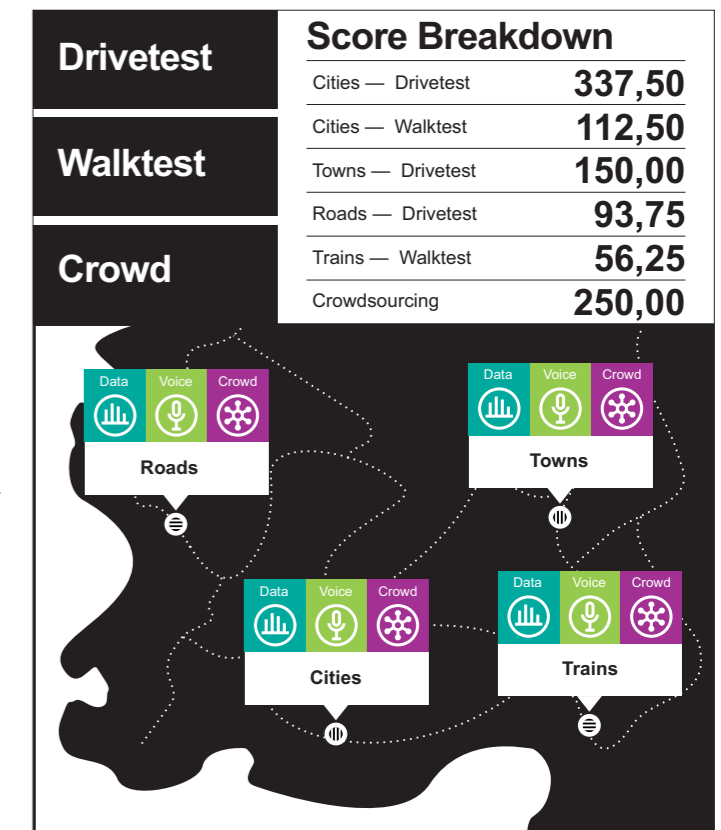 Drivetest
Walktest
Crowd
Score Breakdown
Cities — Drivetest 337,50
Cities — Walktest 112,50
Towns — Drivetest 150,00
Roads — Drivetest 93,75
Trains — Walktest 56,25
Crowdsourcing 250,00
Data Voice Crowd
Roads
Data Voice Crowd
Towns
Data Voice Crowd
Cities
Data Voice Crowd
Trains